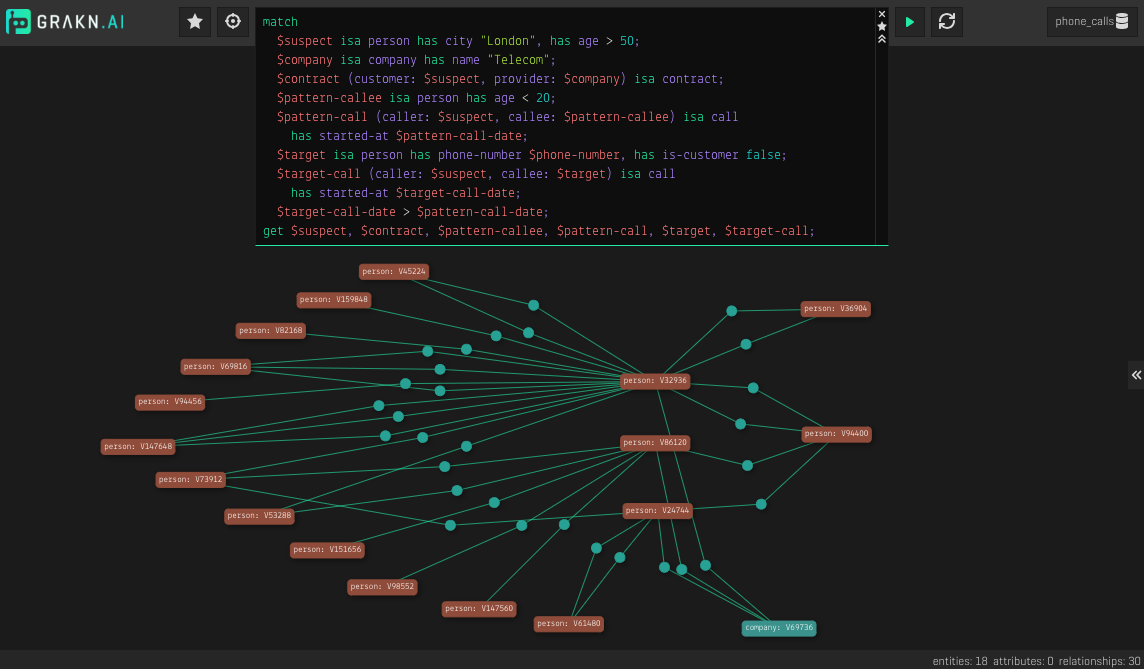 GRAKN.AI
match
$suspect isa person has city "London", has age > 50;
$company isa company has name "Telecom";
$contract (customer: $suspect, provider: $company) isa contract;
$pattern-callee isa person has age < 20;
$pattern-call (caller: $suspect, callee: $pattern-callee) isa call
has started-at $pattern-call-date;
$target isa person has phone-number $phone-number, has is-customer false;
$target-call (caller: $suspect, callee: $target) isa call
has started-at $target-call-date;
$target-call-date > $pattern-call-date;
get $suspect, $contract, $pattern-callee, $pattern-call, $target, $target-call;
phone_calls
person: V45224
person: V159848
person: V36904
person: V82168
person: V69816
person: V32936
person: V94456
person: V94400
person: V147648
person: V86120
person: V73912
person: V53288
person: V24744
person: V151656
person: V98552
person: V147560
person: V61480
company: V69736
entities: 18 attributes: 0 relationships: 30